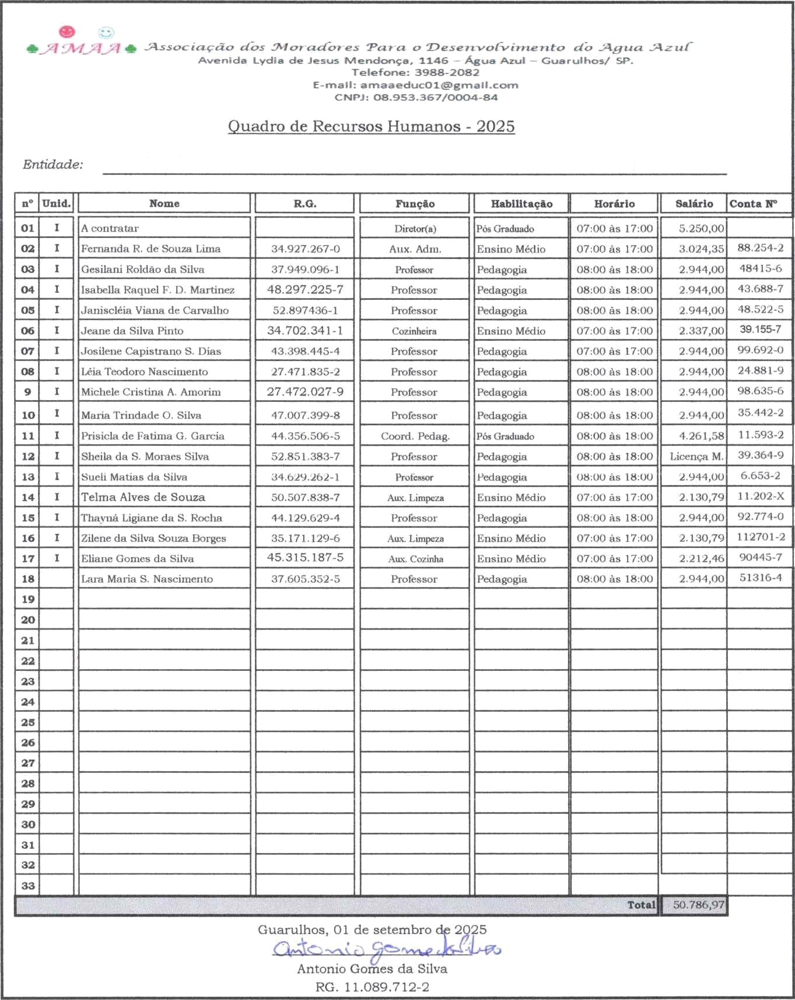 AMAA Associação dos Moradores Para o Desenvolvimento do Agua Azul
Avenida Lydia de Jesus Mendonça, 1146 – Água Azul – Guarulhos/ SP.
Telefone: 3988-2082
E-mail: amaaeduc01@gmail.com
CNPJ: 08.953.367/0004-84
Quadro de Recursos Humanos - 2025
Entidade:
nº Unid. Nome R.G. Função Habilitação Horário Salário Conta Nº
01 I A contratar Diretor(a) Pós Graduado 07:00 às 17:00 5.250,00
02 I Fernanda R. de Souza Lima 34.927.267-0 Aux. Adm. Ensino Médio 07:00 às 17:00 3.024,35 88.254-2
03 I Gesilani Roldão da Silva 37.949.096-1 Professor Pedagogia 08:00 às 18:00 2.944,00 48415-6
04 I Isabella Raquel F. D. Martinez 48.297.225-7 Professor Pedagogia 08:00 às 18:00 2.944,00 43.688-7
05 I Janiscléia Viana de Carvalho 52.897436-1 Professor Pedagogia 08:00 às 18:00 2.944,00 48.522-5
06 I Jeane da Silva Pinto 34.702.341-1 Cozinheira Ensino Médio 07:00 às 17:00 2.337,00 39.155-7
07 I Josilene Capistrano S. Dias 43.398.445-4 Professor Pedagogia 07:00 às 17:00 2.944,00 99.692-0
08 I Léia Teodoro Nascimento 27.471.835-2 Professor Pedagogia 08:00 às 18:00 2.944,00 24.881-9
9 I Michele Cristina A. Amorim 27.472.027-9 Professor Pedagogia 08:00 às 18:00 2.944,00 98.635-6
10 I Maria Trindade O. Silva 47.007.399-8 Professor Pedagogia 08:00 às 18:00 2.944,00 35.442-2
11 I Prisicla de Fatima G. Garcia 44.356.506-5 Coord. Pedag. Pós Graduado 08:00 às 18:00 4.261,58 11.593-2
12 I Sheila da S. Moraes Silva 52.851.383-7 Professor Pedagogia 08:00 às 18:00 Licença M. 39.364-9
13 I Sueli Matias da Silva 34.629.262-1 Professor Pedagogia 08:00 às 18:00 2.944,00 6.653-2
14 I Telma Alves de Souza 50.507.838-7 Aux. Limpeza Ensino Médio 07:00 às 17:00 2.130,79 11.202-X
15 I Thayná Ligiane da S. Rocha 44.129.629-4 Professor Pedagogia 08:00 às 18:00 2.944,00 92.774-0
16 I Zilene da Silva Souza Borges 35.171.129-6 Aux. Limpeza Ensino Médio 07:00 às 17:00 2.130,79 112701-2
17 I Eliane Gomes da Silva 45.315.187-5 Aux. Cozinha Ensino Médio 07:00 às 17:00 2.212,46 90445-7
18 Lara Maria S. Nascimento 37.605.352-5 Professor Pedagogia 08:00 às 18:00 2.944,00 51316-4
19
20
21
22
23
24
25
26
27
28
29
30
31
32
33
Total 50.786,97
Guarulhos, 01 de setembro de 2025
Antonio Gomes da Silva
Antonio Gomes da Silva
RG. 11.089.712-2